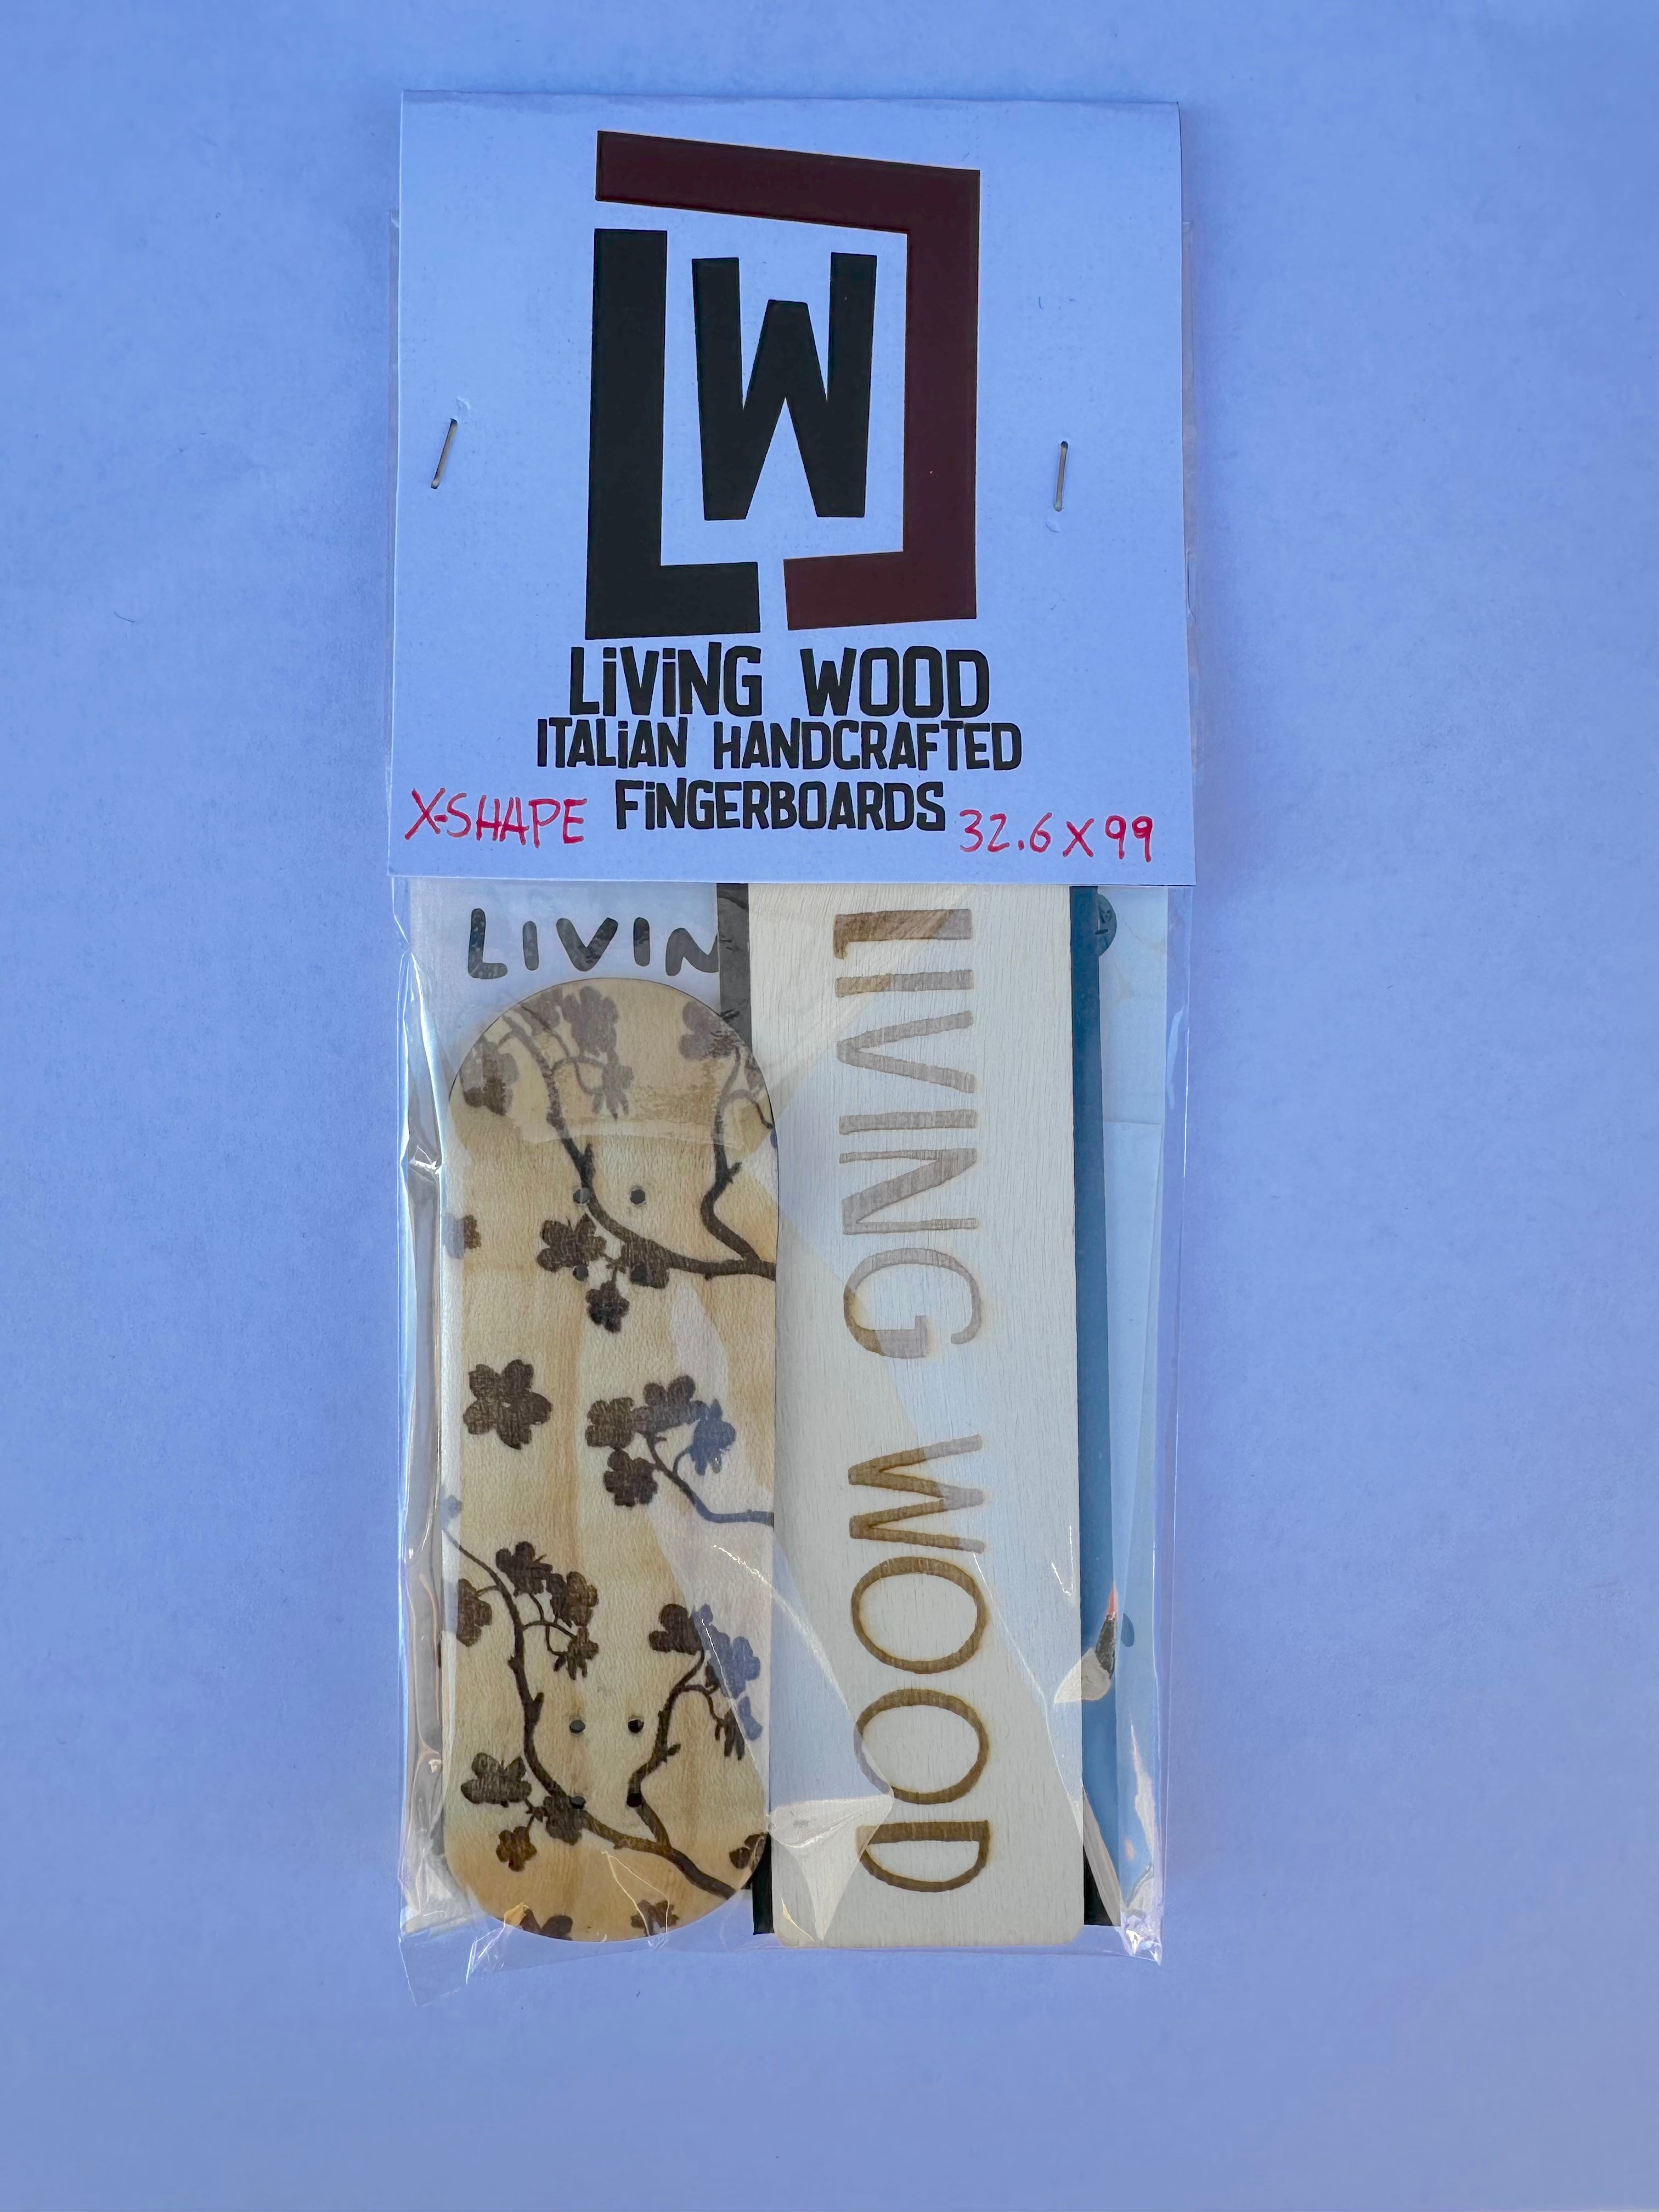 LW
LiViNG WOOD
ITALiAN HANDCRAFTED
X-SHAPE FiNGERBOARDS 32.6 X 99
LIVIN
LIVING WOOD